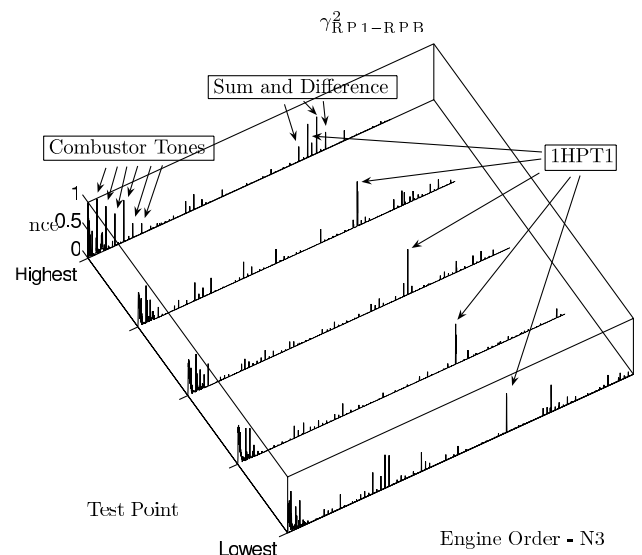 γ²RP1−RPB
Sum and Difference
Combustor Tones
1HPT1
1
0.5
nce
0
Highest
Test Point
Lowest
Engine Order - N3